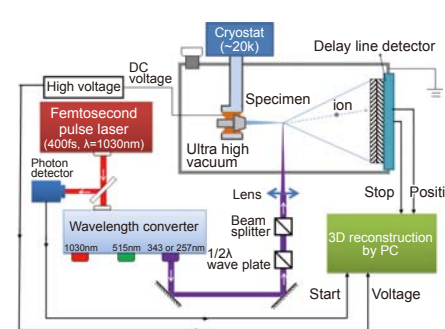 Cryostat
(~20k)
Delay line detector
DC
voltage
High voltage
Specimen
ion
Femtosecond
pulse laser
(400fs, λ=1030nm)
Ultra high
vacuum
Photon
detector
Lens
Stop
Positi
Wavelength converter
1030nm
515nm
343 or 257nm
Beam
splitter
1/2λ
wave plate
3D reconstruction
by PC
Start
Voltage